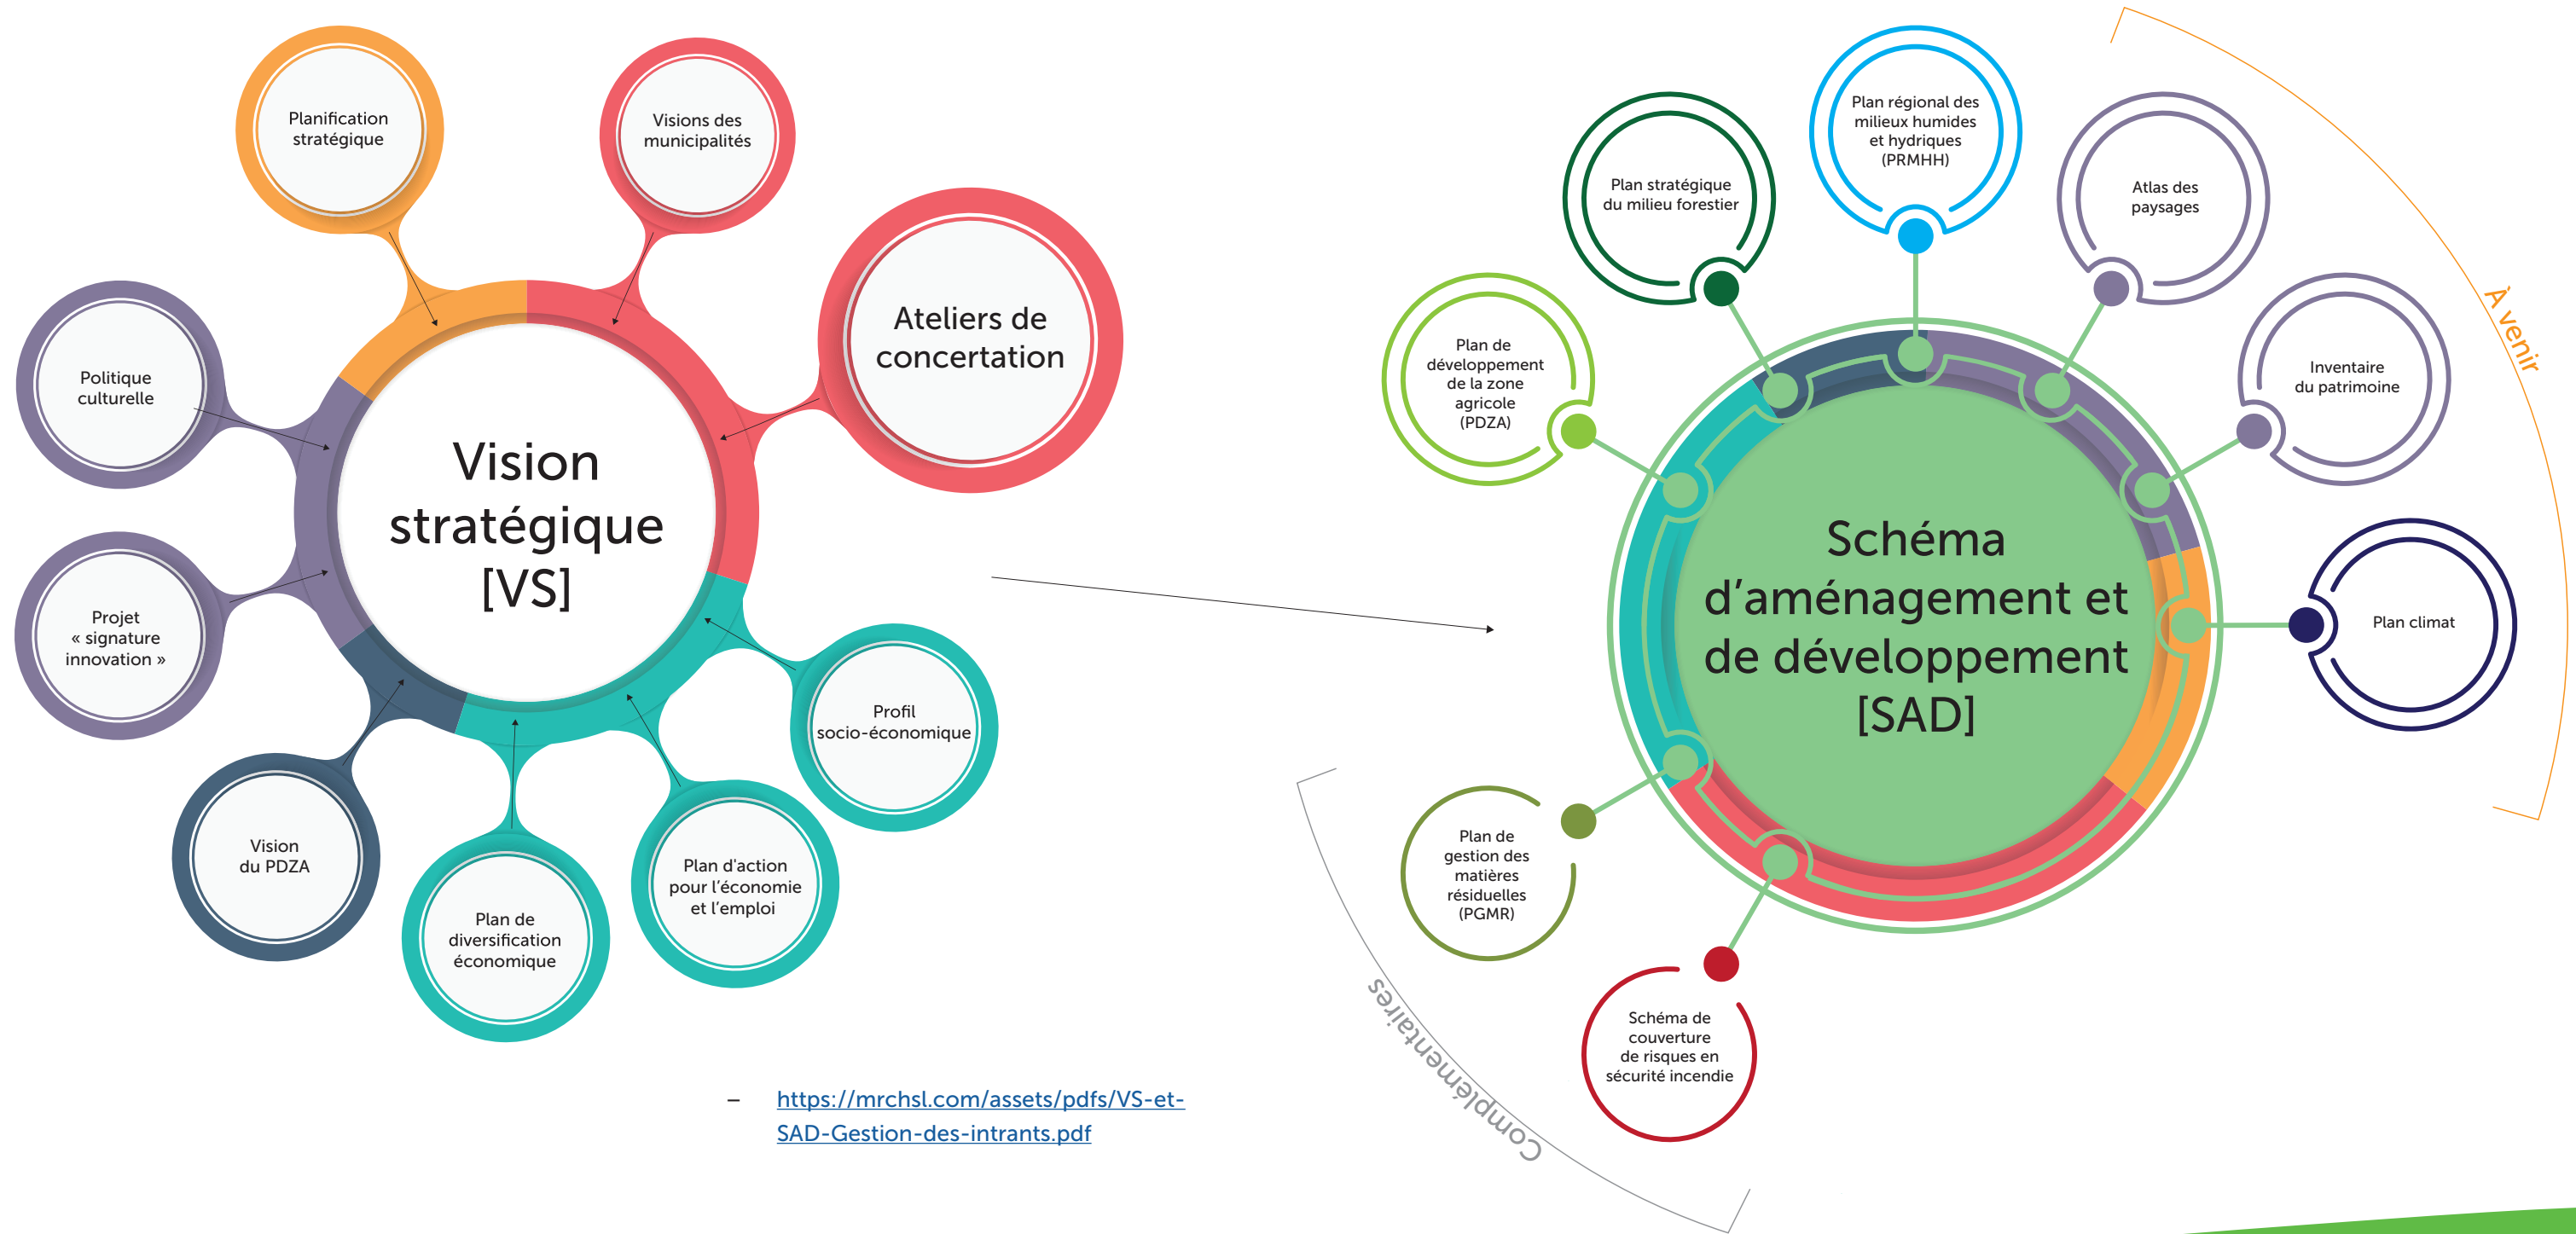 Planification
stratégique
Visions des
municipalités
Ateliers de
concertation
Politique
culturelle
Projet
« signature
innovation »
Vision
du PDZA
Plan de
diversification
économique
Plan d'action
pour l’économie
et l’emploi
Profil
socio-économique
Vision
stratégique
[VS]
– https://mrchsl.com/assets/pdfs/VS-et-
SAD-Gestion-des-intrants.pdf
Plan de
développement
de la zone
agricole
(PDZA)
Plan stratégique
du milieu forestier
Plan régional des
milieux humides
et hydriques
(PRMHH)
Atlas des
paysages
Inventaire
du patrimoine
Plan climat
À venir
Schéma
d’aménagement et
de développement
[SAD]
Plan de
gestion des
matières
résiduelles
(PGMR)
Schéma de
couverture
de risques en
sécurité incendie
Complémentaires